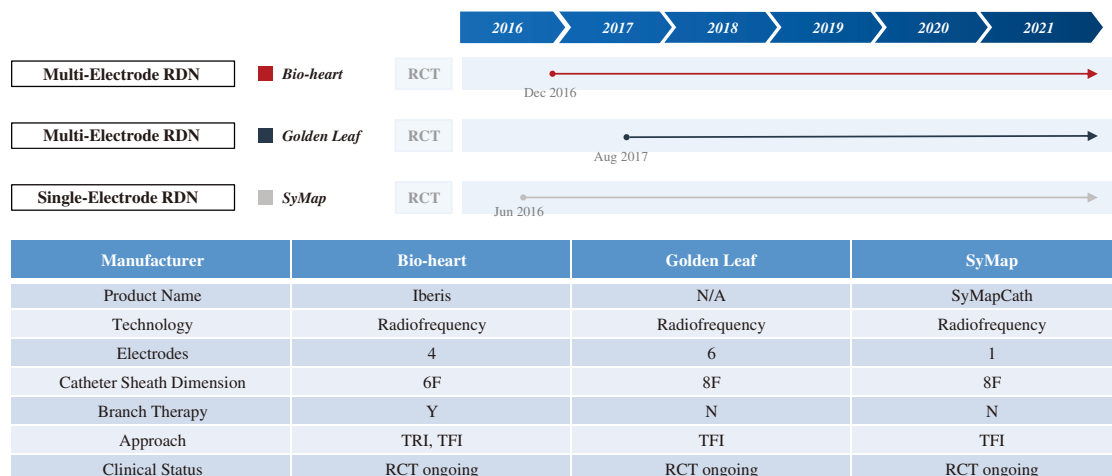 2016 2017 2018 2019 2020 2021
Multi-Electrode RDN Bio-heart RCT
Dec 2016
Multi-Electrode RDN Golden Leaf RCT
Aug 2017
Single-Electrode RDN SyMap RCT
Jun 2016
Manufacturer Bio-heart Golden Leaf SyMap
Product Name Iberis N/A SyMapCath
Technology Radiofrequency Radiofrequency Radiofrequency
Electrodes 4 6 1
Catheter Sheath Dimension 6F 8F 8F
Branch Therapy Y N N
Approach TRI, TFI TFI TFI
Clinical Status RCT ongoing RCT ongoing RCT ongoing